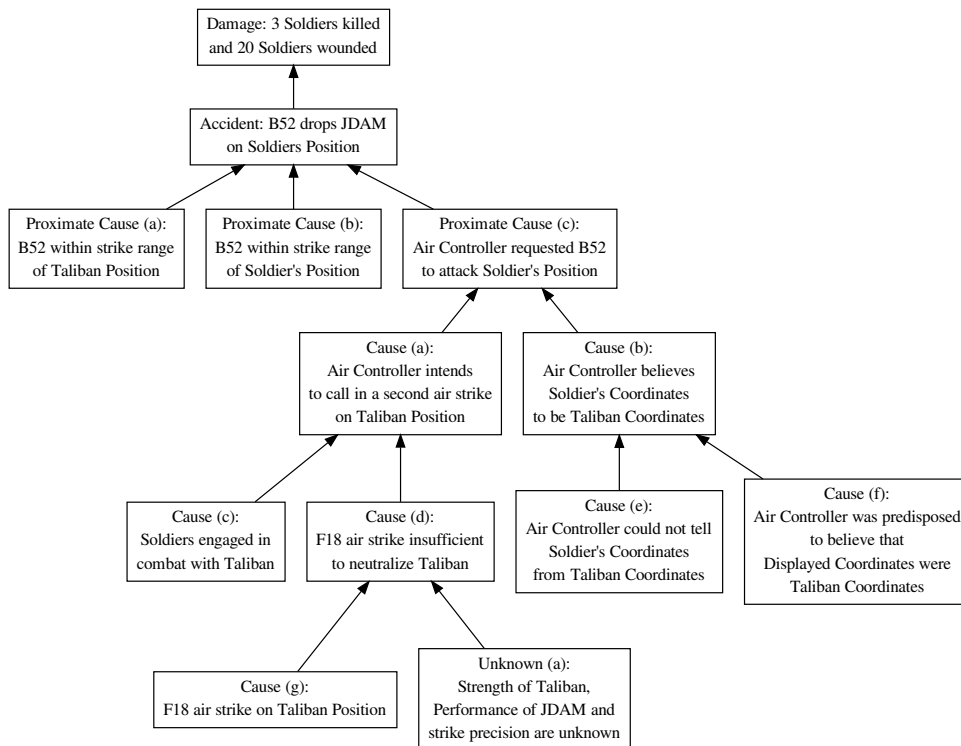 Damage: 3 Soldiers killed
and 20 Soldiers wounded
Accident: B52 drops JDAM
on Soldiers Position
Proximate Cause (a):
B52 within strike range
of Taliban Position
Proximate Cause (b):
B52 within strike range
of Soldier's Position
Proximate Cause (c):
Air Controller requested B52
to attack Soldier's Position
Cause (a):
Air Controller intends
to call in a second air strike
on Taliban Position
Cause (b):
Air Controller believes
Soldier's Coordinates
to be Taliban Coordinates
Cause (c):
Soldiers engaged in
combat with Taliban
Cause (d):
F18 air strike insufficient
to neutralize Taliban
Cause (e):
Air Controller could not tell
Soldier's Coordinates
from Taliban Coordinates
Cause (f):
Air Controller was predisposed
to believe that
Displayed Coordinates were
Taliban Coordinates
Cause (g):
F18 air strike on Taliban Position
Unknown (a):
Strength of Taliban,
Performance of JDAM and
strike precision are unknown